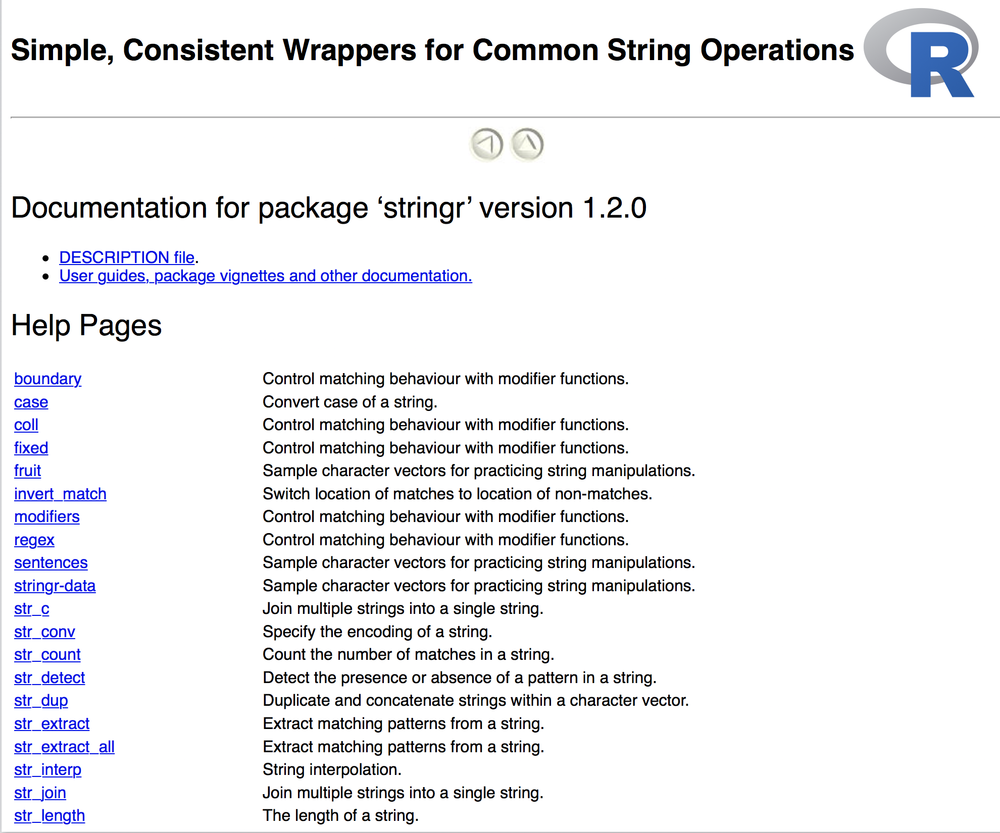 Simple, Consistent Wrappers for Common String Operations R
Documentation for package ‘stringr’ version 1.2.0
• DESCRIPTION file.
• User guides, package vignettes and other documentation.
Help Pages
boundary Control matching behaviour with modifier functions.
case Convert case of a string.
coll Control matching behaviour with modifier functions.
fixed Control matching behaviour with modifier functions.
fruit Sample character vectors for practicing string manipulations.
invert_match Switch location of matches to location of non-matches.
modifiers Control matching behaviour with modifier functions.
regex Control matching behaviour with modifier functions.
sentences Sample character vectors for practicing string manipulations.
stringr-data Sample character vectors for practicing string manipulations.
str_c Join multiple strings into a single string.
str_conv Specify the encoding of a string.
str_count Count the number of matches in a string.
str_detect Detect the presence or absence of a pattern in a string.
str_dup Duplicate and concatenate strings within a character vector.
str_extract Extract matching patterns from a string.
str_extract_all Extract matching patterns from a string.
str_interp String interpolation.
str_join Join multiple strings into a single string.
str_length The length of a string.